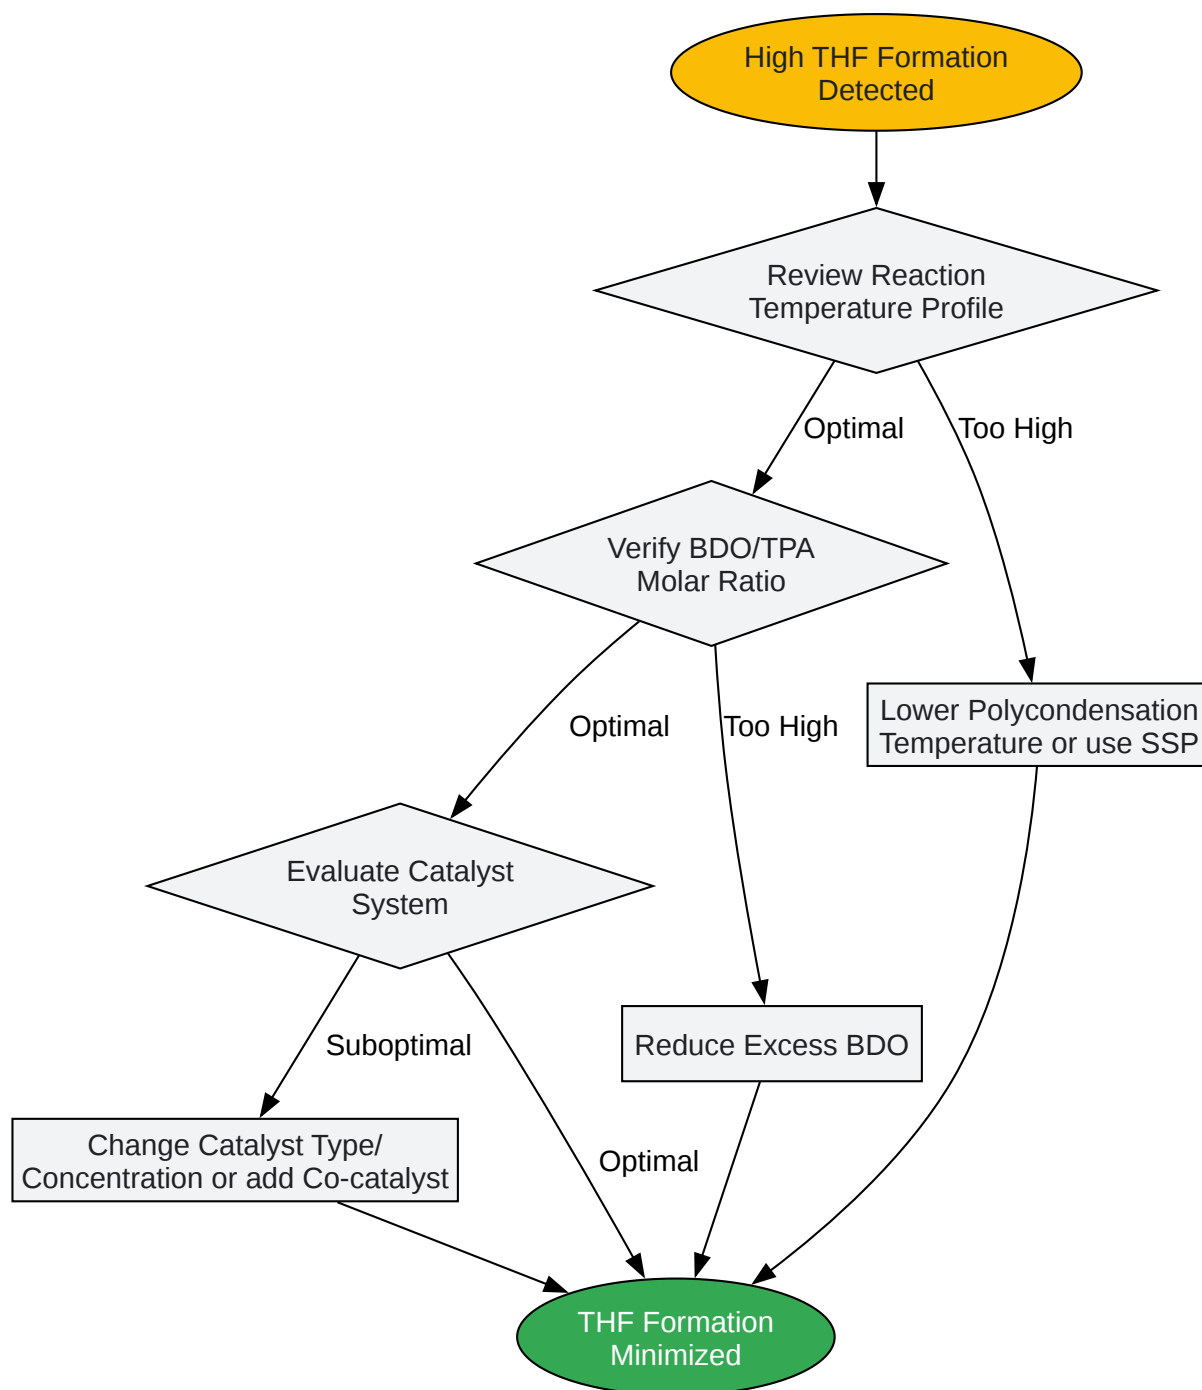 High THF Formation
Detected
Review Reaction
Temperature Profile
Optimal
Too High
Verify BDO/TPA
Molar Ratio
Optimal
Too High
Lower Polycondensation
Temperature or use SSP
Evaluate Catalyst
System
Suboptimal
Reduce Excess BDO
Change Catalyst Type/
Concentration or add Co-catalyst
Optimal
THF Formation
Minimized